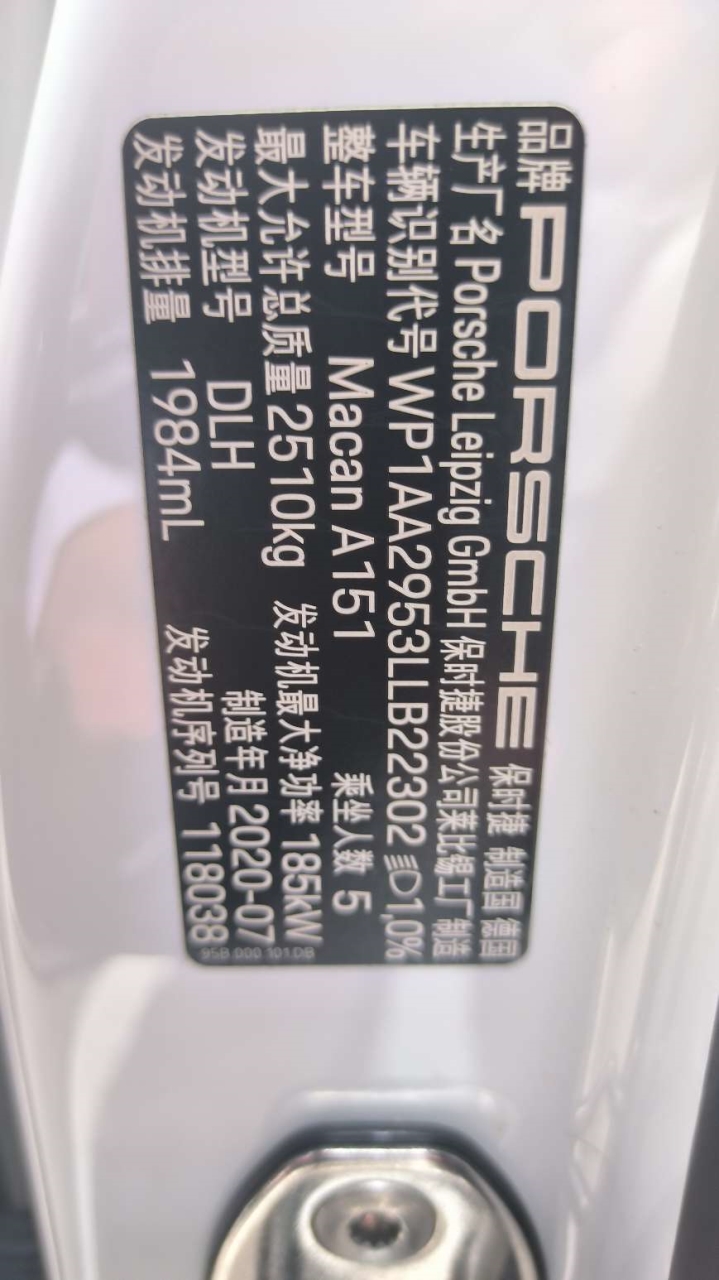 品牌 PORSCHE 保时捷 制造国 德国
生产厂名 Porsche Leipzig GmbH 保时捷股份公司莱比锡工厂 制造
车辆识别代号 WP1AA2953LLB22302 1,0%
整车型号 Macan A151 乘坐人数 5
最大允许总质量 2510kg 发动机最大净功率 185kW
发动机型号 DLH 制造年月 2020-07
发动机排量 1984mL 发动机序列号 118038
95B 000 101 DB